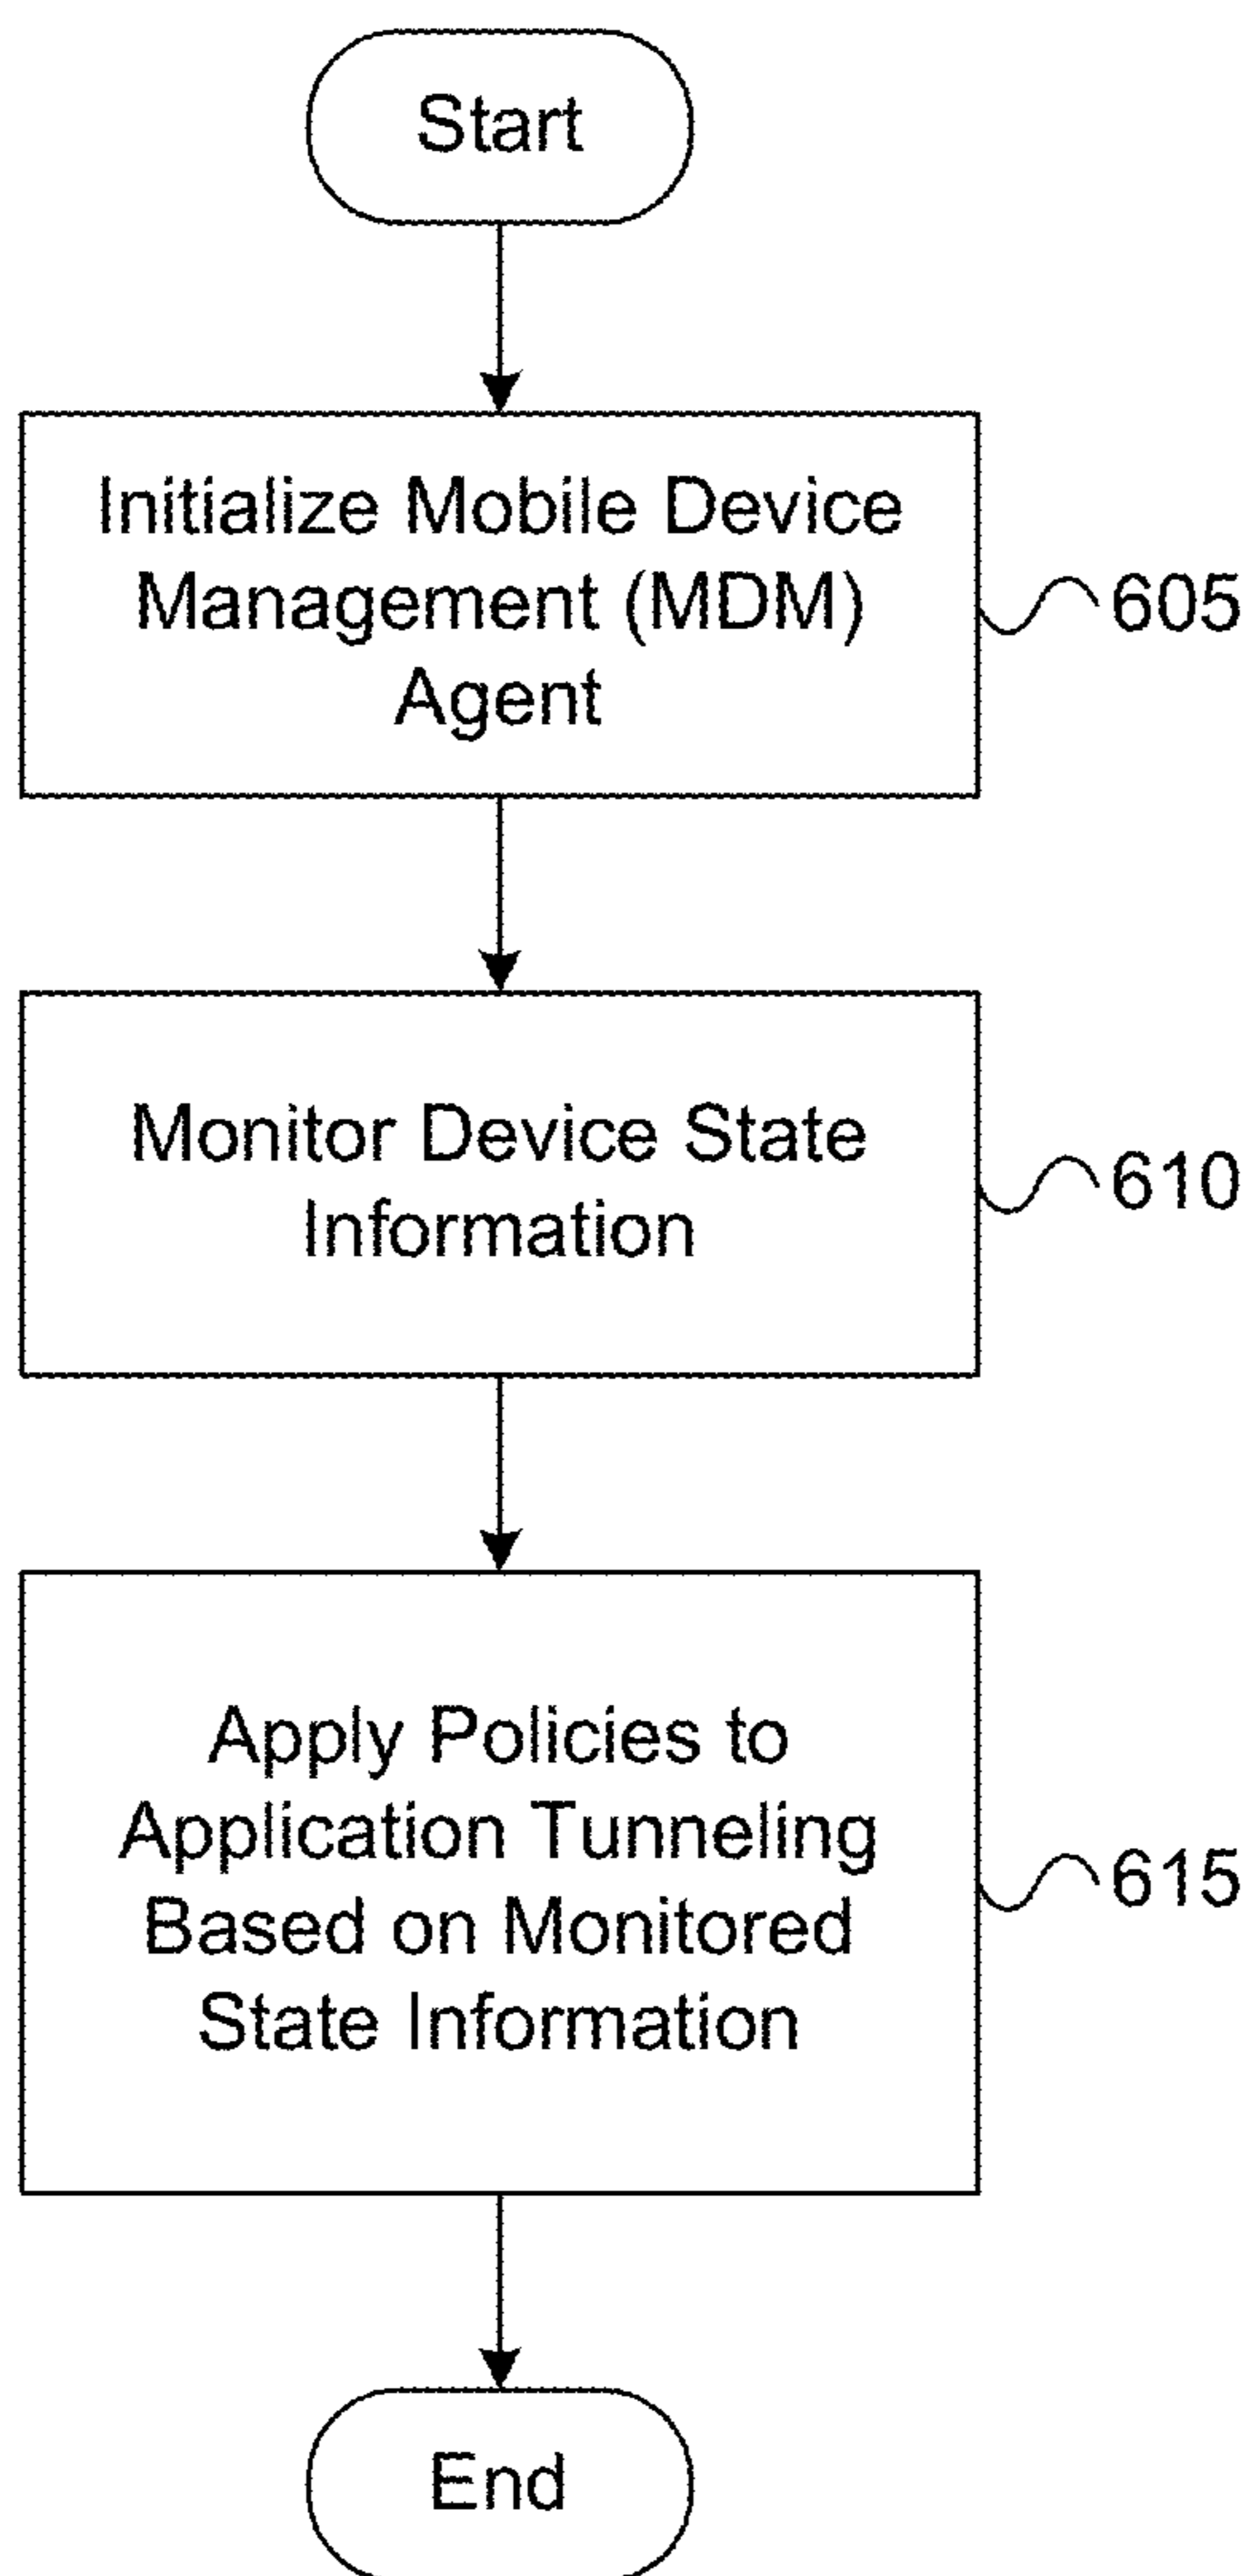 Start
Initialize Mobile Device
Management (MDM)
Agent
605
Monitor Device State
Information
610
Apply Policies to
Application Tunneling
Based on Monitored
State Information
615
End